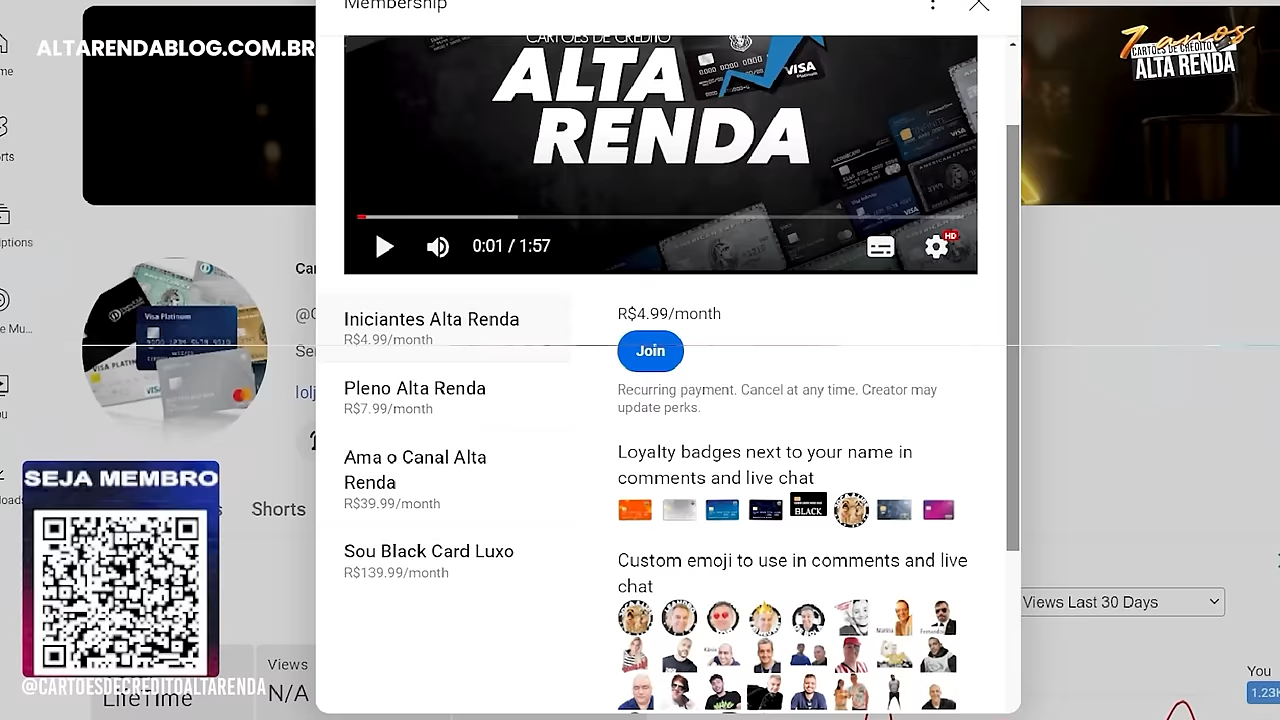 Membership
ALTARENDABLOG.COM.BR
7 anos
CARTÕES DE CRÉDITO
ALTA RENDA
CARTÕES DE CRÉDITO
ALTA
RENDA
VISA
Platinum
0:01 / 1:57
HD
Iniciantes Alta Renda
R$4.99/month
Pleno Alta Renda
R$7.99/month
Ama o Canal Alta
Renda
R$39.99/month
Sou Black Card Luxo
R$139.99/month
R$4.99/month
Join
Recurring payment. Cancel at any time. Creator may
update perks.
Loyalty badges next to your name in
comments and live chat
BLACK
Custom emoji to use in comments and live
chat
Visa Platinum
SEJA MEMBRO
Shorts
@CARTOESDECREDITOALTARENDA
LifeTime
Views
N/A
Views Last 30 Days
You